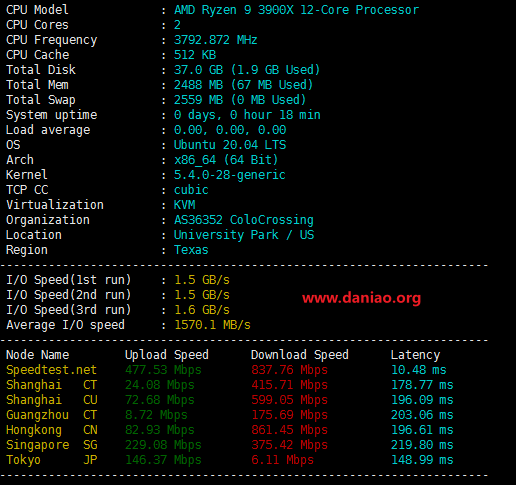 CPU Model : AMD Ryzen 9 3900X 12-Core Processor
CPU Cores : 2
CPU Frequency : 3792.872 MHz
CPU Cache : 512 KB
Total Disk : 37.0 GB (1.9 GB Used)
Total Mem : 2488 MB (67 MB Used)
Total Swap : 2559 MB (0 MB Used)
System uptime : 0 days, 0 hour 18 min
Load average : 0.00, 0.00, 0.00
OS : Ubuntu 20.04 LTS
Arch : x86_64 (64 Bit)
Kernel : 5.4.0-28-generic
TCP CC : cubic
Virtualization : KVM
Organization : AS36352 ColoCrossing
Location : University Park / US
Region : Texas
----------------------------------------------------------------------
I/O Speed(1st run) : 1.5 GB/s
I/O Speed(2nd run) : 1.5 GB/s
I/O Speed(3rd run) : 1.6 GB/s
Average I/O speed : 1570.1 MB/s
www.daniao.org
----------------------------------------------------------------------
Node Name Upload Speed Download Speed Latency
Speedtest.net 477.53 Mbps 837.76 Mbps 10.48 ms
Shanghai CT 24.08 Mbps 415.71 Mbps 178.77 ms
Shanghai CU 72.68 Mbps 599.05 Mbps 196.09 ms
Guangzhou CT 8.72 Mbps 175.69 Mbps 203.06 ms
Hongkong CN 82.93 Mbps 861.45 Mbps 196.61 ms
Singapore SG 229.08 Mbps 375.42 Mbps 219.80 ms
Tokyo JP 146.37 Mbps 6.11 Mbps 148.99 ms
----------------------------------------------------------------------